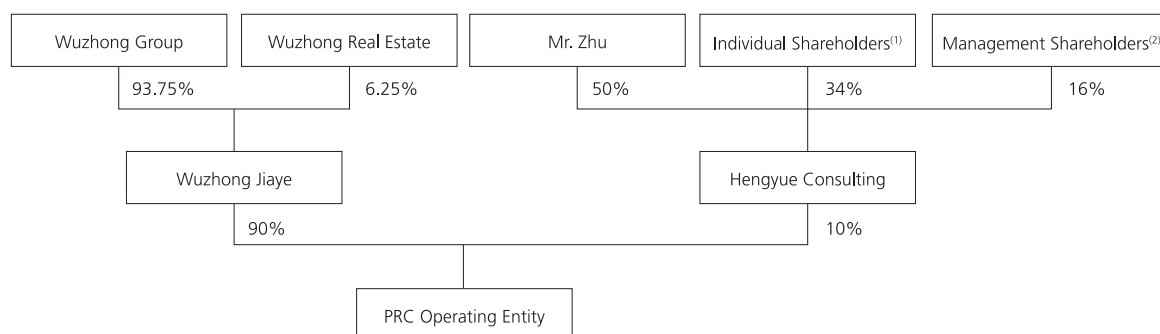 Wuzhong Group
Wuzhong Real Estate
Mr. Zhu
Individual Shareholders(1)
Management Shareholders(2)
93.75%
6.25%
50%
34%
16%
Wuzhong Jiaye
Hengyue Consulting
90%
10%
PRC Operating Entity